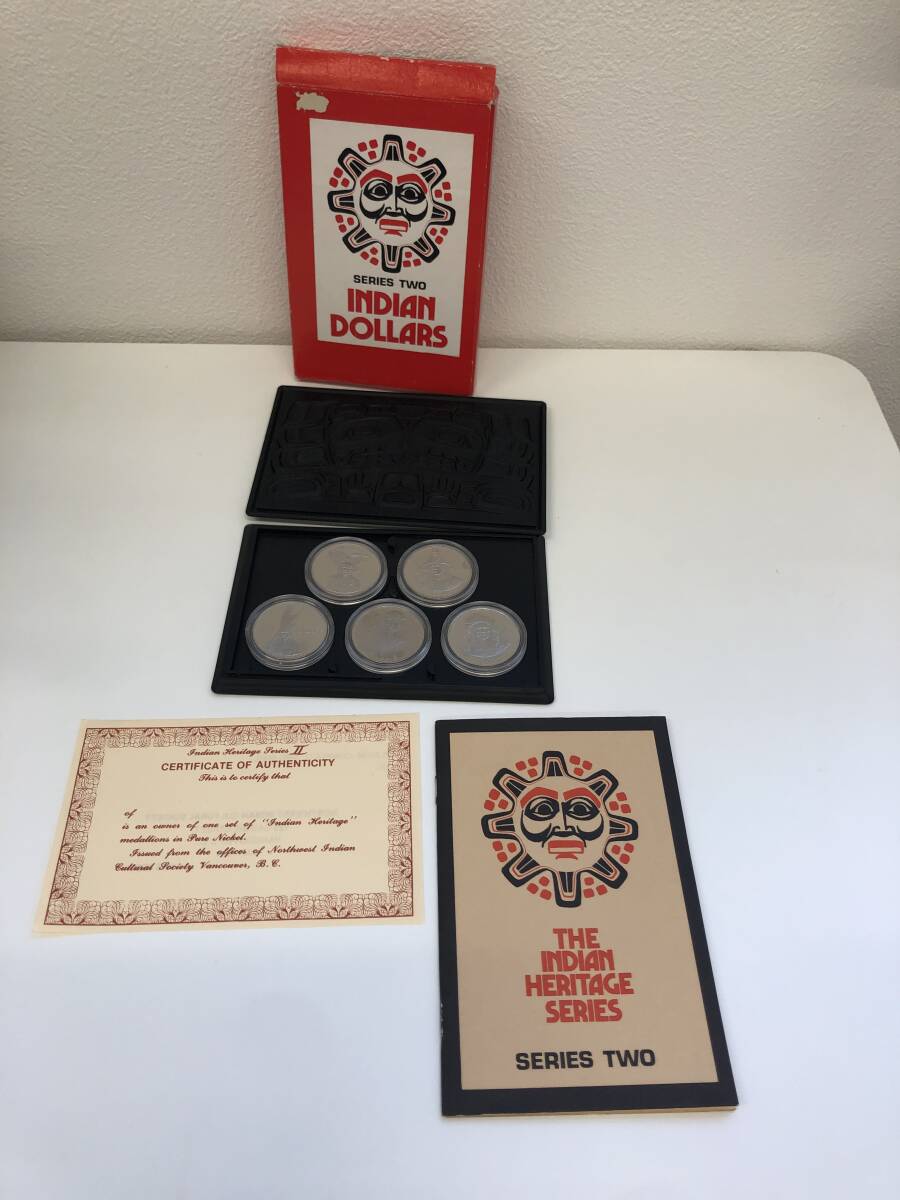 SERIES TWO
INDIAN
DOLLARS
Indian Heritage Series II
CERTIFICATE OF AUTHENTICITY
This is to certify that
of
is an owner of one set of "Indian Heritage"
medallions in Pure Nickel.
Issued from the offices of Northwest Indian
Cultural Society Vancouver, B.C.
THE
INDIAN
HERITAGE
SERIES
SERIES TWO